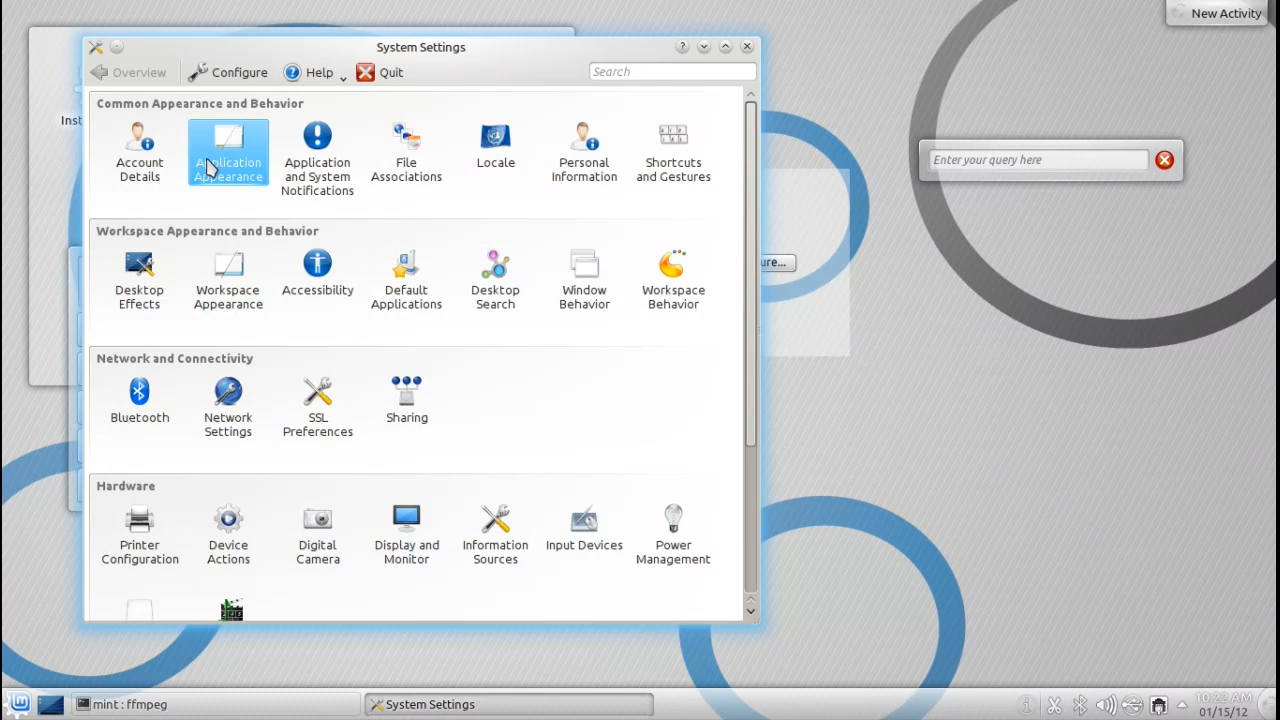 New Activity
System Settings
Overview Configure Help Quit
Search
Common Appearance and Behavior
Inst
Account Details
Application Appearance
Application and System Notifications
File Associations
Locale
Personal Information
Shortcuts and Gestures
Enter your query here
Workspace Appearance and Behavior
ure...
Desktop Effects
Workspace Appearance
Accessibility
Default Applications
Desktop Search
Window Behavior
Workspace Behavior
Network and Connectivity
Bluetooth
Network Settings
SSL Preferences
Sharing
Hardware
Printer Configuration
Device Actions
Digital Camera
Display and Monitor
Information Sources
Input Devices
Power Management
mint : ffmpeg
System Settings
10:22 AM
01/15/12